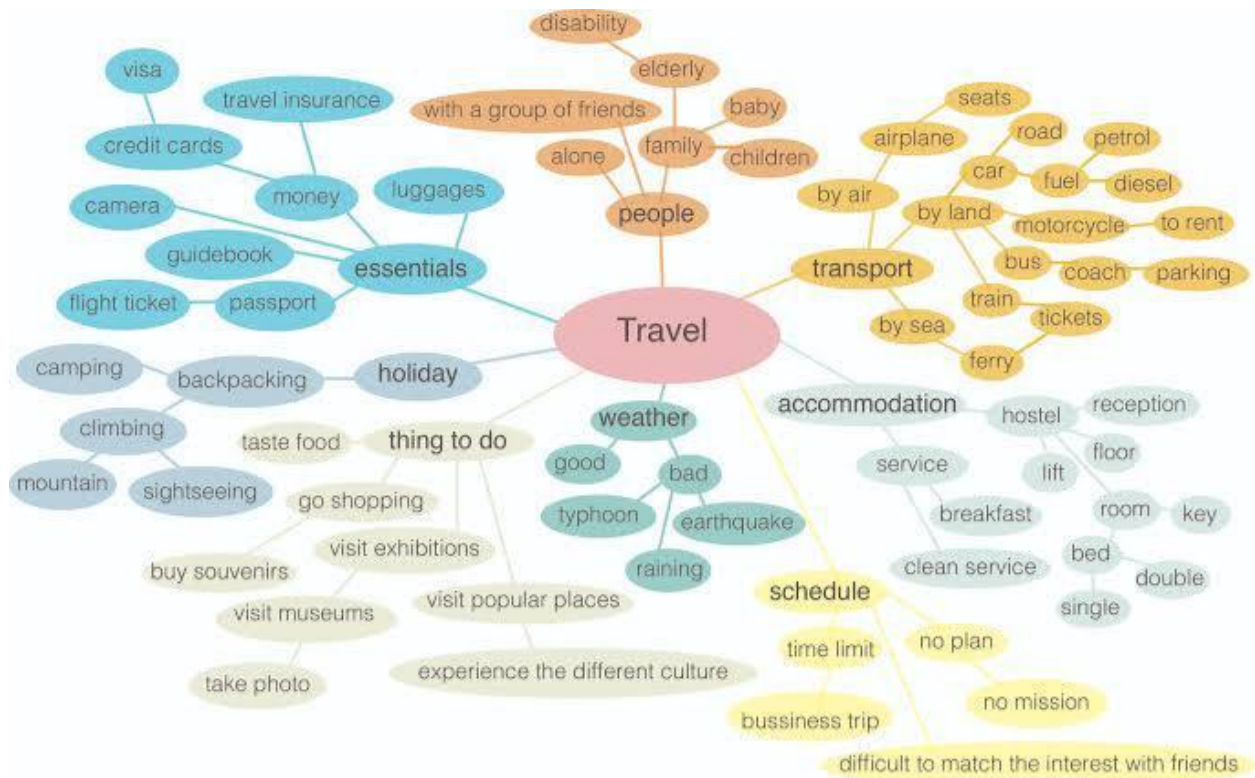 Travel
essentials
money
credit cards
visa
travel insurance
luggages
camera
guidebook
passport
flight ticket
people
alone
with a group of friends
family
elderly
disability
baby
children
transport
by air
airplane
seats
by land
car
road
fuel
petrol
diesel
motorcycle
to rent
bus
coach
parking
train
tickets
by sea
ferry
holiday
backpacking
camping
climbing
mountain
sightseeing
thing to do
taste food
go shopping
buy souvenirs
visit exhibitions
visit museums
take photo
visit popular places
experience the different culture
weather
good
bad
typhoon
earthquake
raining
accommodation
hostel
reception
floor
lift
room
key
bed
double
single
service
breakfast
clean service
schedule
time limit
bussiness trip
no plan
no mission
difficult to match the interest with friends